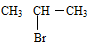 CH₃ CH — CH₃
Br